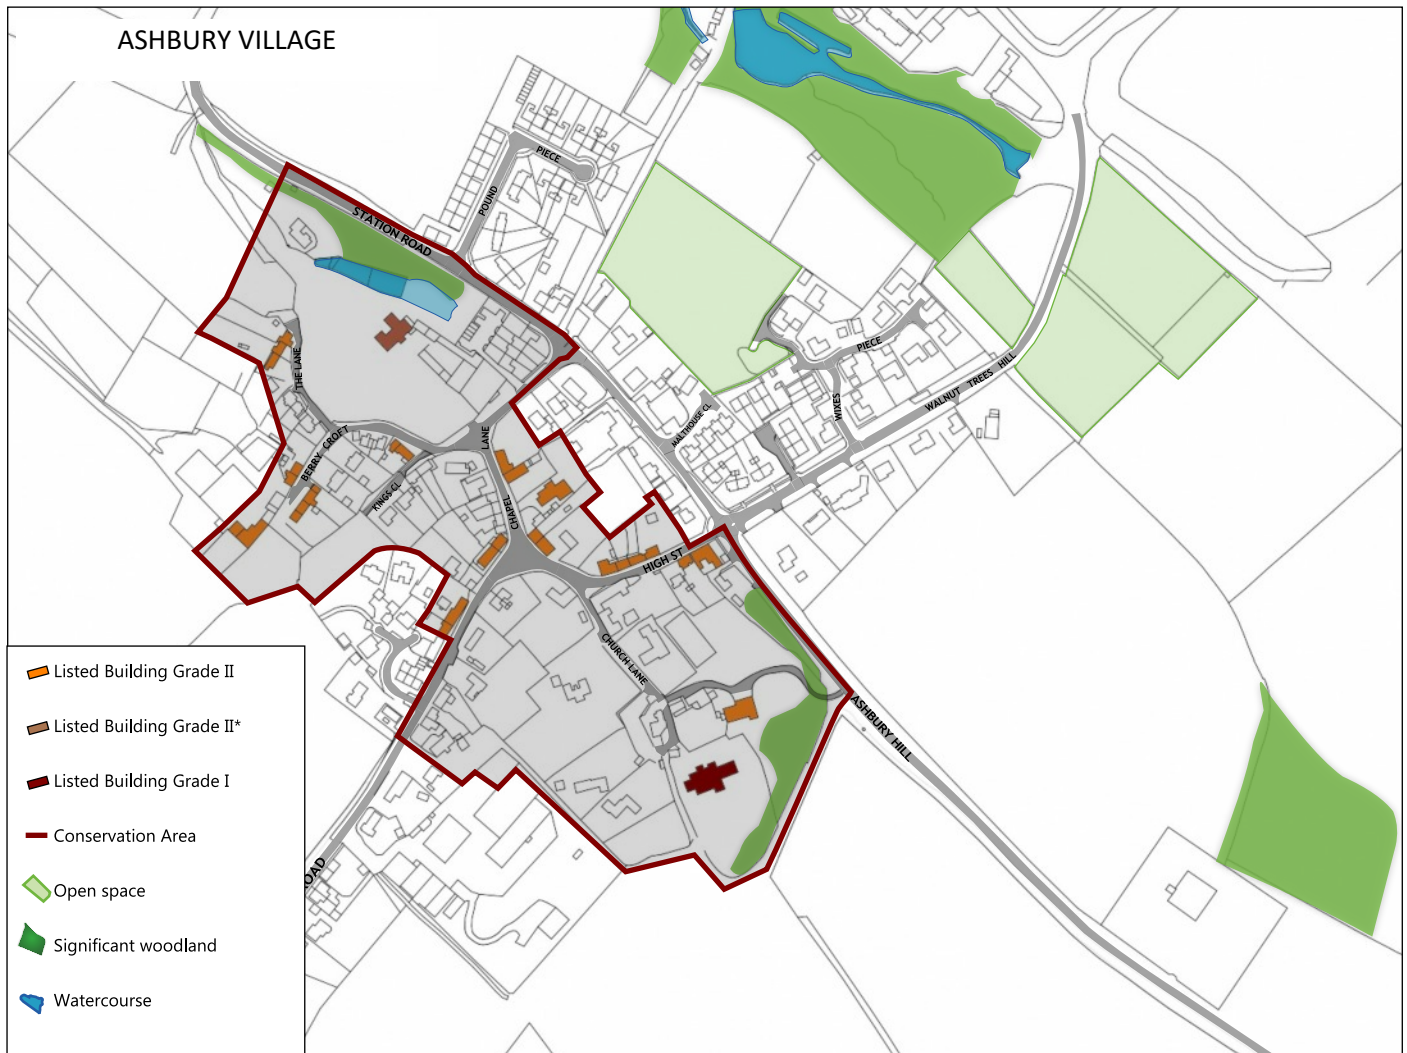 ASHBURY VILLAGE
PIECE
POUND
STATION ROAD
THE LANE
PIECE
WALNUT TREES HILL
WIXES
MALTHOUSE CL
LANE
BERRY CROFT
KINGS CL
CHAPEL
HIGH ST
CHURCH LANE
ASHBURY HILL
Listed Building Grade II
Listed Building Grade II*
Listed Building Grade I
Conservation Area
Open space
Significant woodland
Watercourse
ROAD